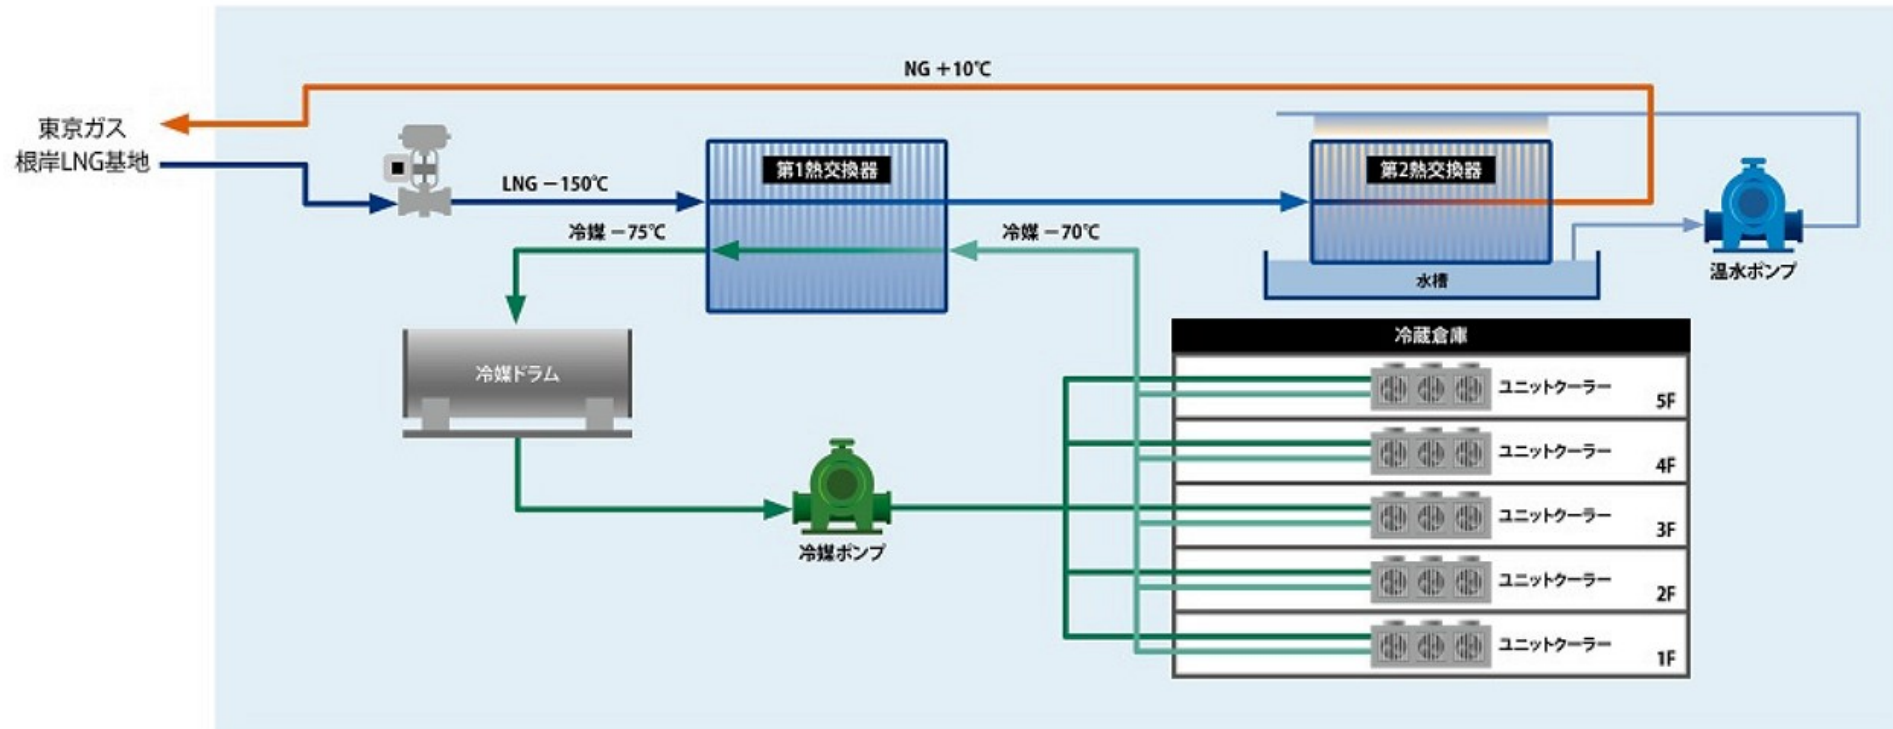 NG +10℃
東京ガス
根岸LNG基地
LNG －150℃
第1熱交換器
第2熱交換器
冷媒 －75℃
冷媒 －70℃
水槽
温水ポンプ
冷媒ドラム
冷媒ポンプ
冷蔵倉庫
ユニットクーラー
5F
ユニットクーラー
4F
ユニットクーラー
3F
ユニットクーラー
2F
ユニットクーラー
1F